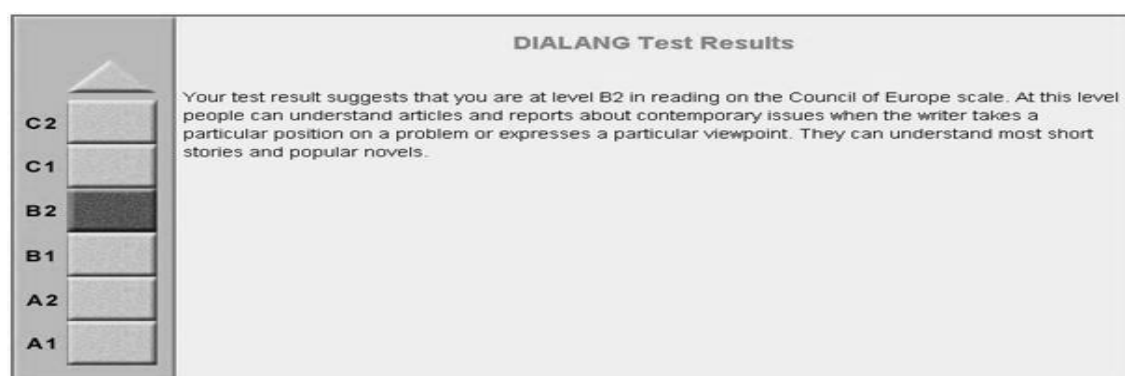 DIALANG Test Results
Your test result suggests that you are at level B2 in reading on the Council of Europe scale. At this level
people can understand articles and reports about contemporary issues when the writer takes a
particular position on a problem or expresses a particular viewpoint. They can understand most short
stories and popular novels.
C2
C1
B2
B1
A2
A1